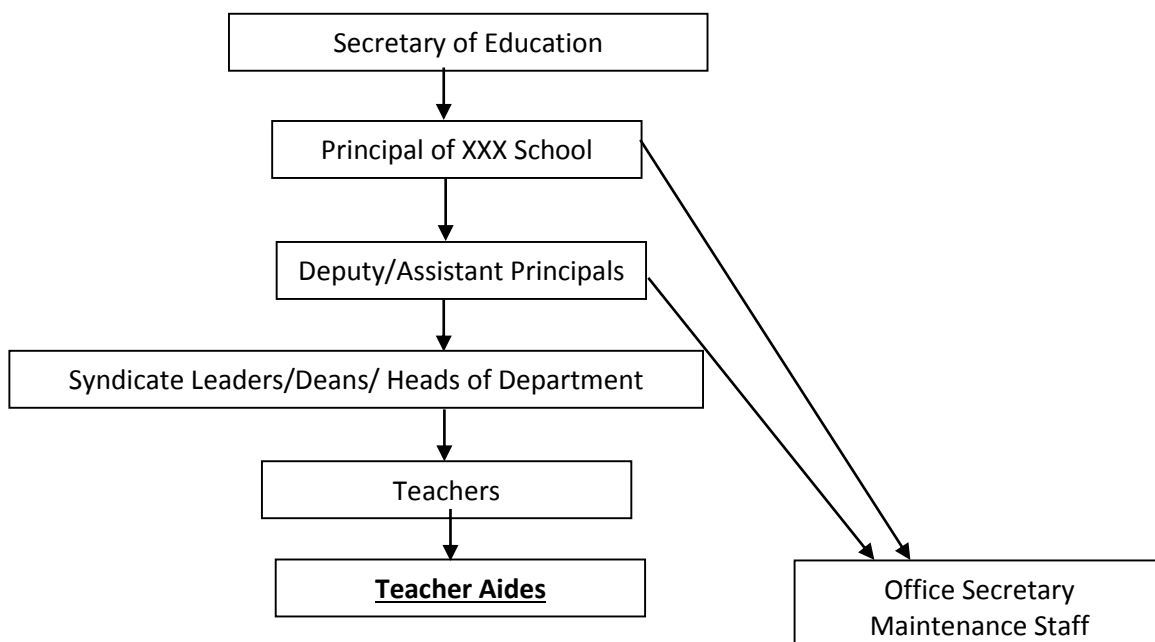 Secretary of Education
Principal of XXX School
Deputy/Assistant Principals
Syndicate Leaders/Deans/ Heads of Department
Teachers
Teacher Aides
Office Secretary
Maintenance Staff